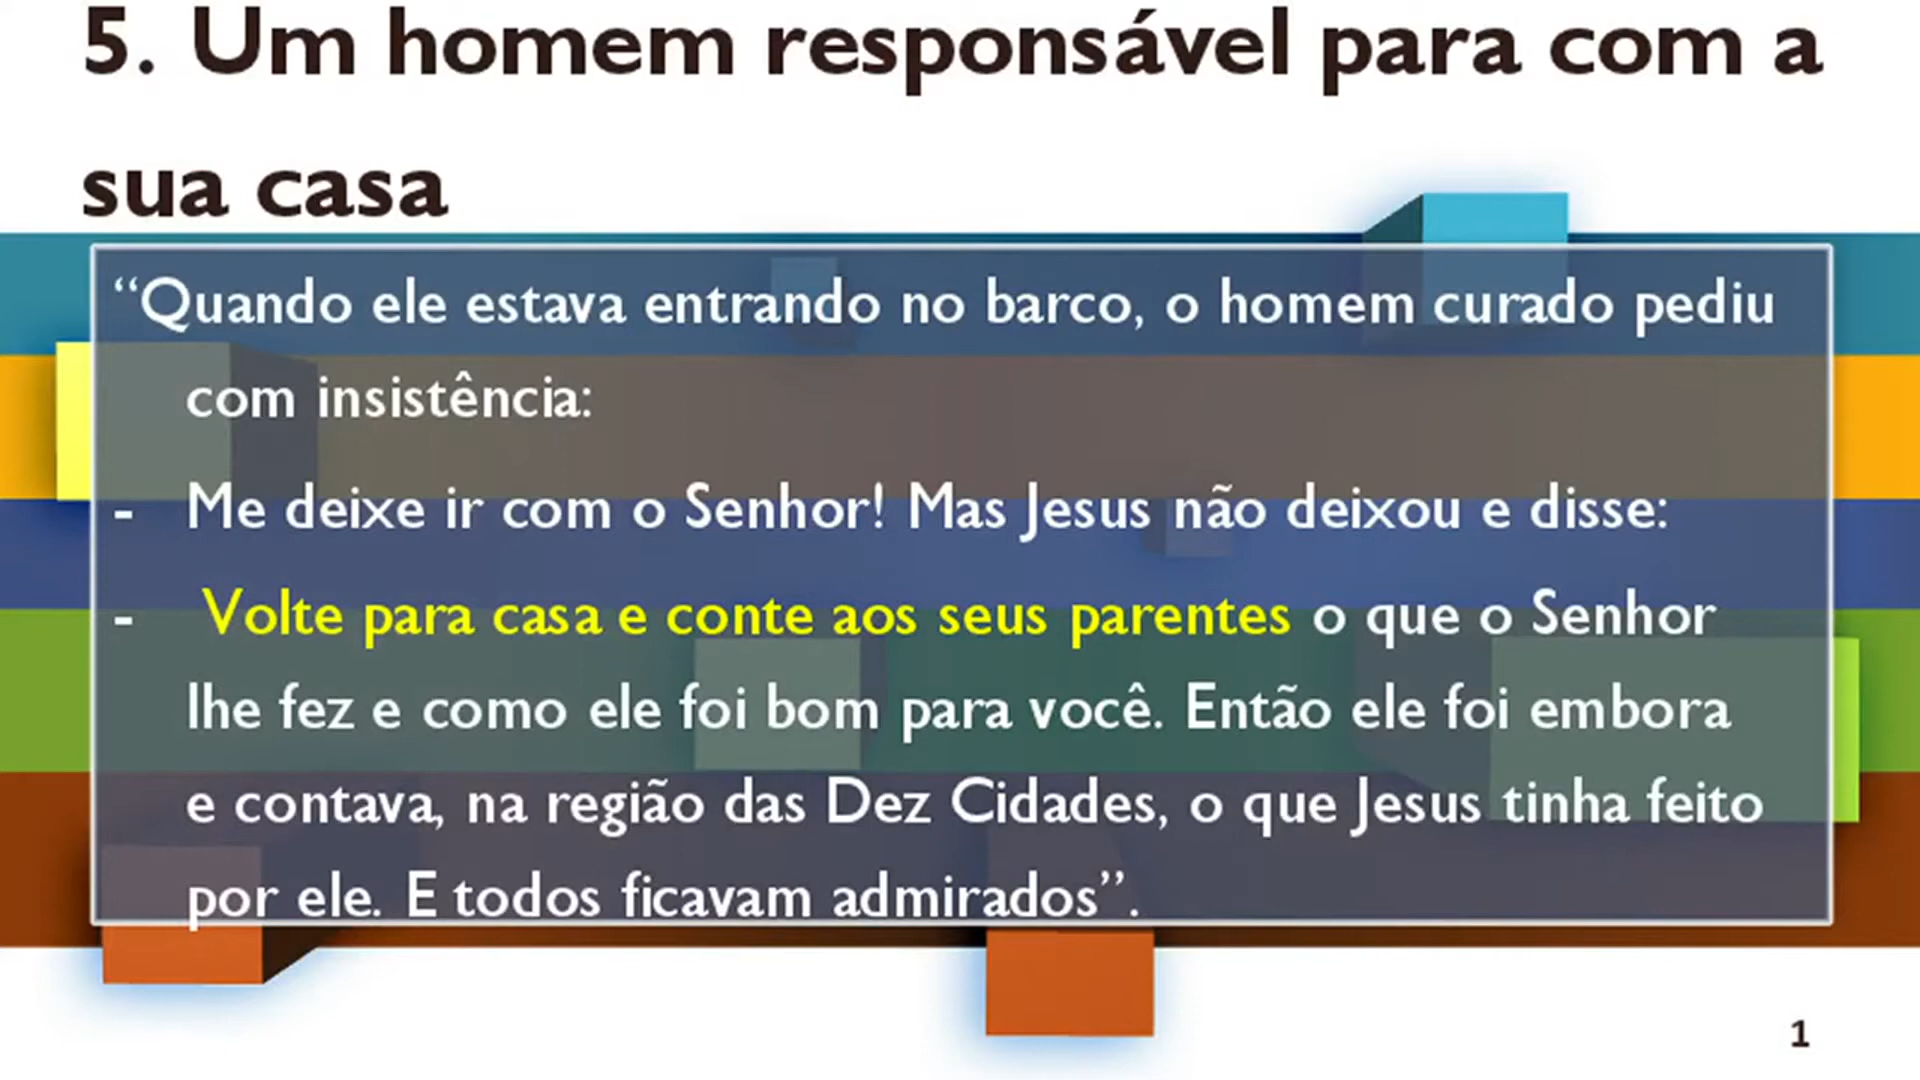 5. Um homem responsável para com a
sua casa
“Quando ele estava entrando no barco, o homem curado pediu
com insistência:
- Me deixe ir com o Senhor! Mas Jesus não deixou e disse:
- Volte para casa e conte aos seus parentes o que o Senhor
lhe fez e como ele foi bom para você. Então ele foi embora
e contava, na região das Dez Cidades, o que Jesus tinha feito
por ele. E todos ficavam admirados”.
1